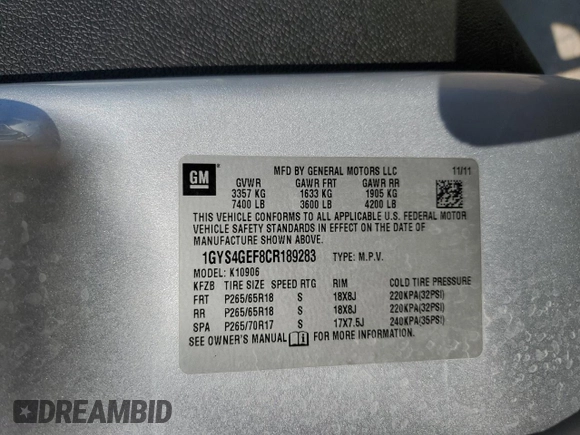 GM
MFD BY GENERAL MOTORS LLC 11/11
GVWR GAWR FRT GAWR RR
3357 KG 1633 KG 1905 KG
7400 LB 3600 LB 4200 LB
THIS VEHICLE CONFORMS TO ALL APPLICABLE U.S. FEDERAL MOTOR
VEHICLE SAFETY STANDARDS IN EFFECT ON THE DATE OF
MANUFACTURE SHOWN ABOVE.
1GYS4GEF8CR189283 TYPE: M.P.V.
MODEL: K10906
KFZB TIRE SIZE SPEED RTG RIM COLD TIRE PRESSURE
FRT P265/65R18 S 18X8J 220KPA(32PSI)
RR P265/65R18 S 18X8J 220KPA(32PSI)
SPA P265/70R17 S 17X7.5J 240KPA(35PSI)
SEE OWNER'S MANUAL FOR MORE INFORMATION.
DREAMBID